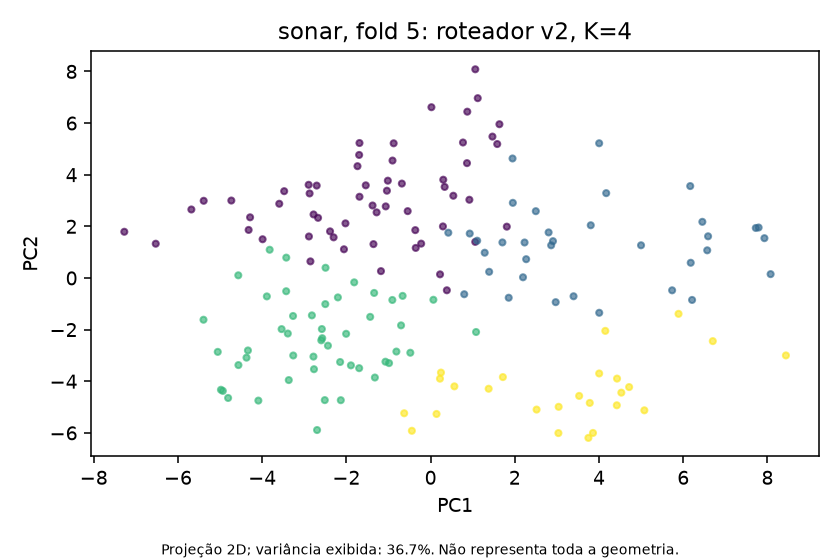 sonar, fold 5: roteador v2, K=4
8
6
4
2
0
−2
−4
−6
PC2
−8 −6 −4 −2 0 2 4 6 8
PC1
Projeção 2D; variância exibida: 36.7%. Não representa toda a geometria.